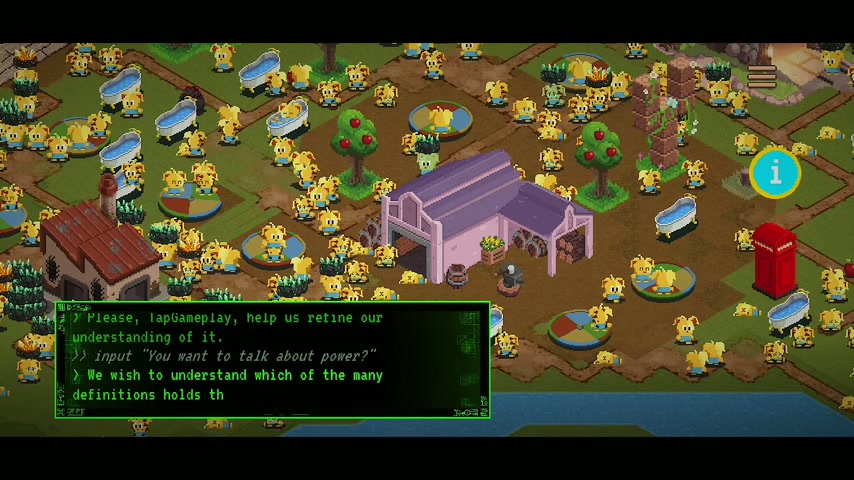 > Please, TapGameplay, help us refine our
understanding of it.
>> input "You want to talk about power?"
> We wish to understand which of the many
definitions holds th
i